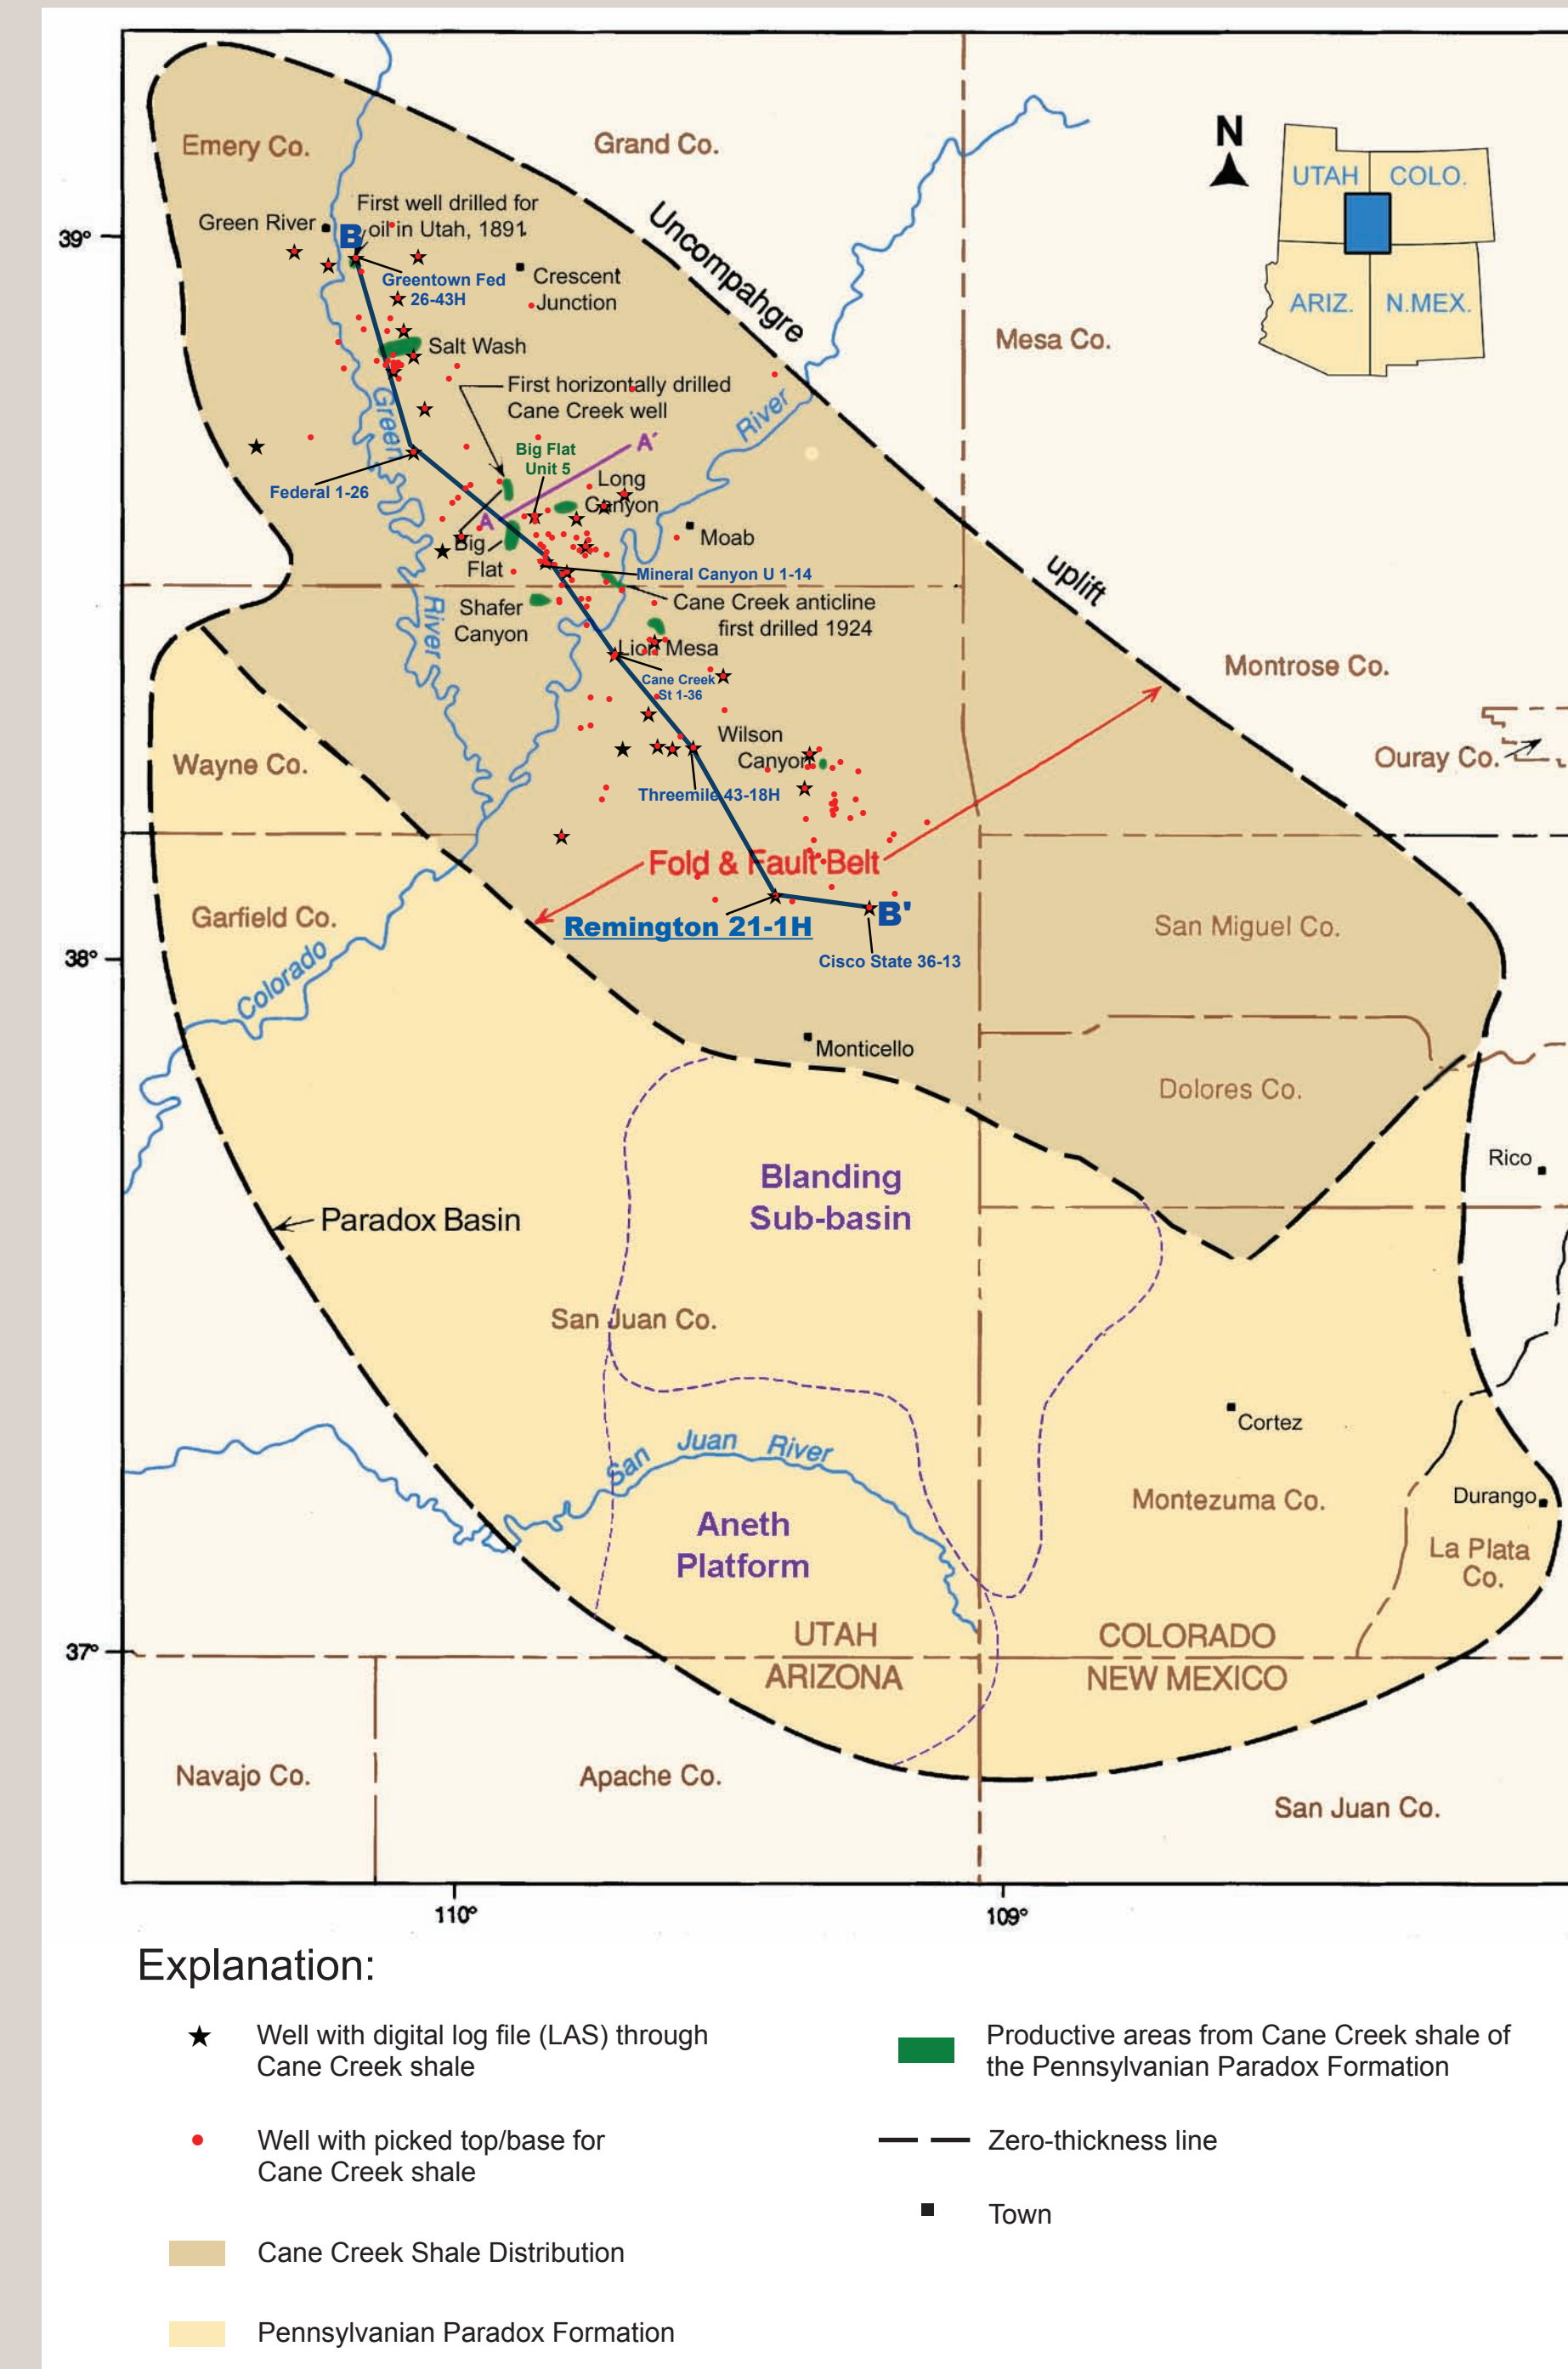 N
UTAH
COLO.
ARIZ.
N.MEX.
Emery Co.
Grand Co.
39°
Green River
First well drilled for
oil in Utah, 1891
B
Greentown Fed
26-43H
Crescent
Junction
Uncompahgre
Mesa Co.
Salt Wash
First horizontally drilled
Cane Creek well
Green
River
River
A´
Big Flat
Unit 5
Long
Canyon
Federal 1-26
A
Big
Flat
Moab
Mineral Canyon U 1-14
uplift
Shafer
Canyon
Cane Creek anticline
first drilled 1924
Lion Mesa
Cane Creek
St 1-36
Montrose Co.
Wilson
Canyon
Ouray Co.
Wayne Co.
Threemile 43-18H
Fold & Fault Belt
Garfield Co.
Remington 21-1H
B'
San Miguel Co.
38°
Colorado
Cisco State 36-13
Monticello
Dolores Co.
Rico
Blanding
Sub-basin
Paradox Basin
San Juan Co.
Cortez
San Juan River
Montezuma Co.
Durango
Aneth
Platform
La Plata
Co.
UTAH
COLORADO
37°
ARIZONA
NEW MEXICO
Navajo Co.
Apache Co.
San Juan Co.
110°
109°
Explanation:
Well with digital log file (LAS) through
Cane Creek shale
Well with picked top/base for
Cane Creek shale
Cane Creek Shale Distribution
Pennsylvanian Paradox Formation
Productive areas from Cane Creek shale of
the Pennsylvanian Paradox Formation
Zero-thickness line
Town